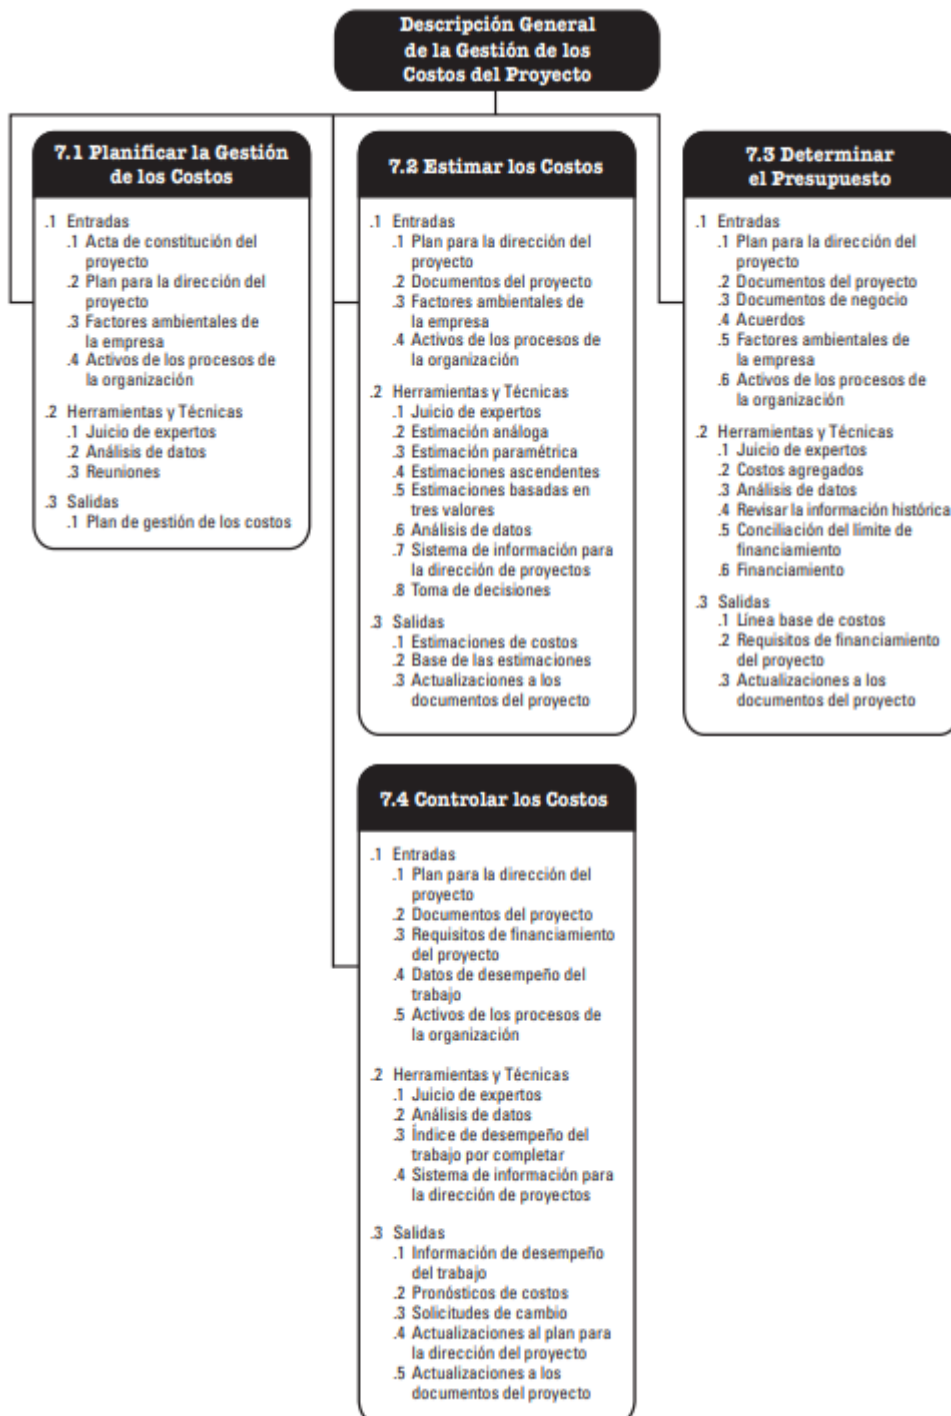 Descripción General
de la Gestión de los
Costos del Proyecto
7.1 Planificar la Gestión
de los Costos
.1 Entradas
.1 Acta de constitución del
proyecto
.2 Plan para la dirección del
proyecto
.3 Factores ambientales de
la empresa
.4 Activos de los procesos de
la organización
.2 Herramientas y Técnicas
.1 Juicio de expertos
.2 Análisis de datos
.3 Reuniones
.3 Salidas
.1 Plan de gestión de los costos
7.2 Estimar los Costos
.1 Entradas
.1 Plan para la dirección del
proyecto
.2 Documentos del proyecto
.3 Factores ambientales de
la empresa
.4 Activos de los procesos de
la organización
.2 Herramientas y Técnicas
.1 Juicio de expertos
.2 Estimación análoga
.3 Estimación paramétrica
.4 Estimaciones ascendentes
.5 Estimaciones basadas en
tres valores
.6 Análisis de datos
.7 Sistema de información para
la dirección de proyectos
.8 Toma de decisiones
.3 Salidas
.1 Estimaciones de costos
.2 Base de las estimaciones
.3 Actualizaciones a los
documentos del proyecto
7.3 Determinar
el Presupuesto
.1 Entradas
.1 Plan para la dirección del
proyecto
.2 Documentos del proyecto
.3 Documentos de negocio
.4 Acuerdos
.5 Factores ambientales de
la empresa
.6 Activos de los procesos de
la organización
.2 Herramientas y Técnicas
.1 Juicio de expertos
.2 Costos agregados
.3 Análisis de datos
.4 Revisar la información histórica
.5 Conciliación del límite de
financiamiento
.6 Financiamiento
.3 Salidas
.1 Línea base de costos
.2 Requisitos de financiamiento
del proyecto
.3 Actualizaciones a los
documentos del proyecto
7.4 Controlar los Costos
.1 Entradas
.1 Plan para la dirección del
proyecto
.2 Documentos del proyecto
.3 Requisitos de financiamiento
del proyecto
.4 Datos de desempeño del
trabajo
.5 Activos de los procesos de
la organización
.2 Herramientas y Técnicas
.1 Juicio de expertos
.2 Análisis de datos
.3 Índice de desempeño del
trabajo por completar
.4 Sistema de información para
la dirección de proyectos
.3 Salidas
.1 Información de desempeño
del trabajo
.2 Pronósticos de costos
.3 Solicitudes de cambio
.4 Actualizaciones al plan para
la dirección del proyecto
.5 Actualizaciones a los
documentos del proyecto